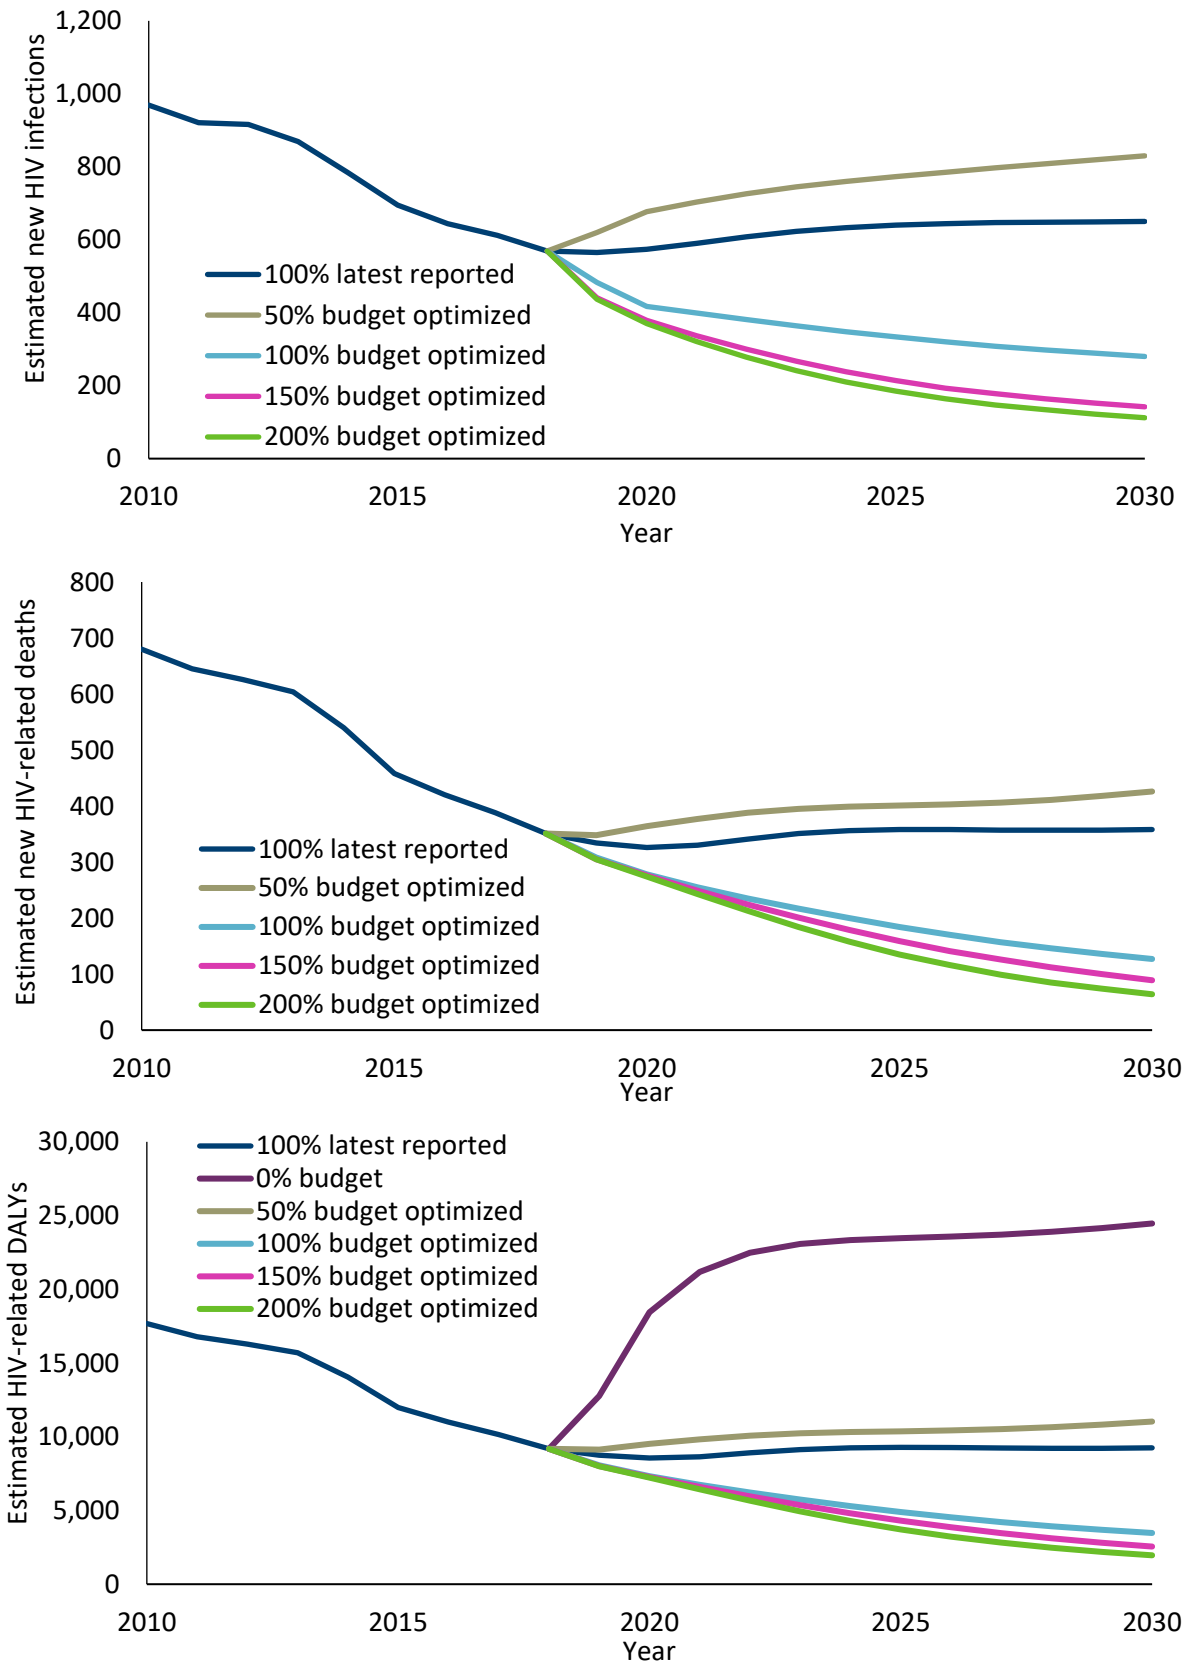 1,200
1,000
800
600
400
200
0
Estimated new HIV infections
100% latest reported
50% budget optimized
100% budget optimized
150% budget optimized
200% budget optimized
2010 2015 2020 2025 2030
Year
800
700
600
500
400
300
200
100
0
Estimated new HIV-related deaths
100% latest reported
50% budget optimized
100% budget optimized
150% budget optimized
200% budget optimized
2010 2015 2020 2025 2030
Year
30,000
25,000
20,000
15,000
10,000
5,000
0
Estimated HIV-related DALYs
100% latest reported
0% budget
50% budget optimized
100% budget optimized
150% budget optimized
200% budget optimized
2010 2015 2020 2025 2030
Year